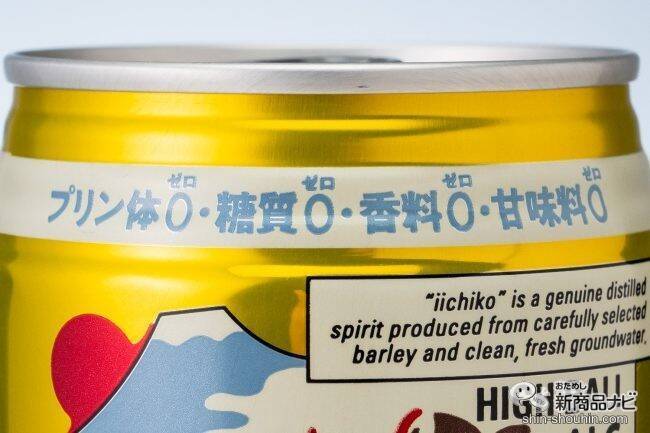 プリン体0ゼロ・糖質0ゼロ・香料0ゼロ・甘味料0ゼロ
"iichiko" is a genuine distilled
spirit produced from carefully selected
barley and clean, fresh groundwater.
おためし
新商品ナビ
shin-shouhin.com